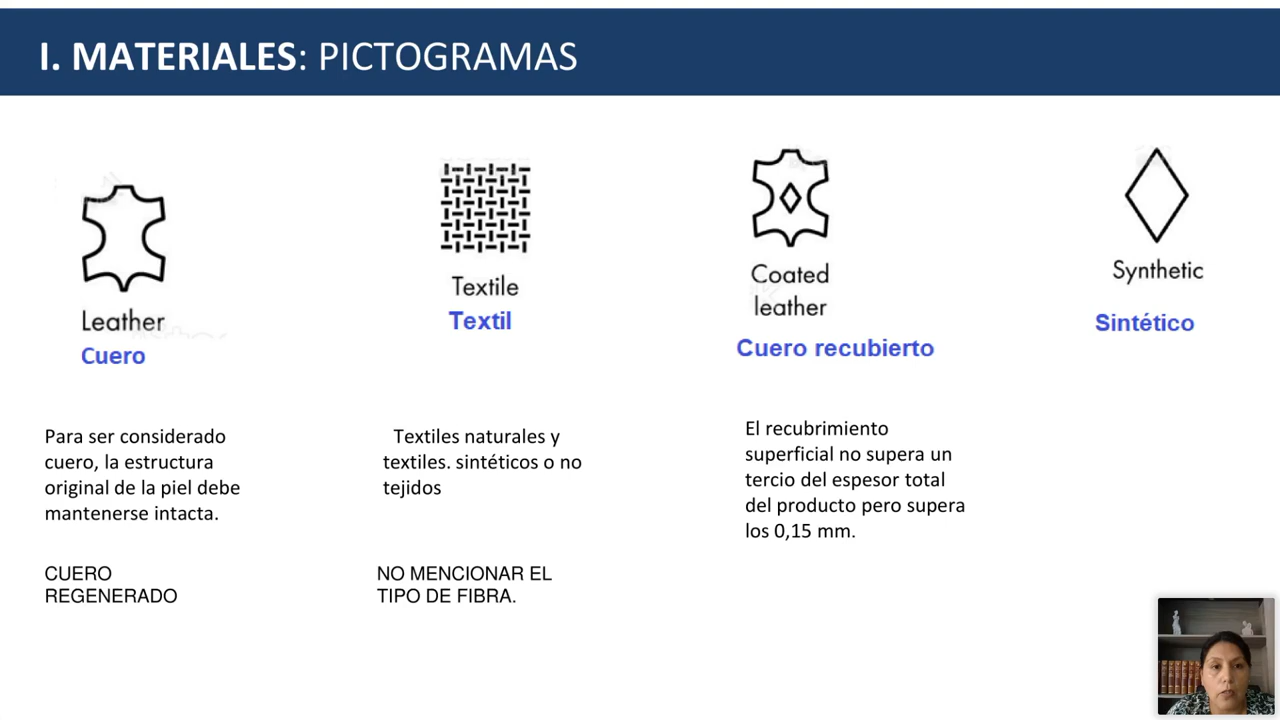 I. MATERIALES: PICTOGRAMAS
Leather
Cuero
Textile
Textil
Coated
leather
Cuero recubierto
Synthetic
Sintético
Para ser considerado
cuero, la estructura
original de la piel debe
mantenerse intacta.
CUERO
REGENERADO
Textiles naturales y
textiles. sintéticos o no
tejidos
NO MENCIONAR EL
TIPO DE FIBRA.
El recubrimiento
superficial no supera un
tercio del espesor total
del producto pero supera
los 0,15 mm.